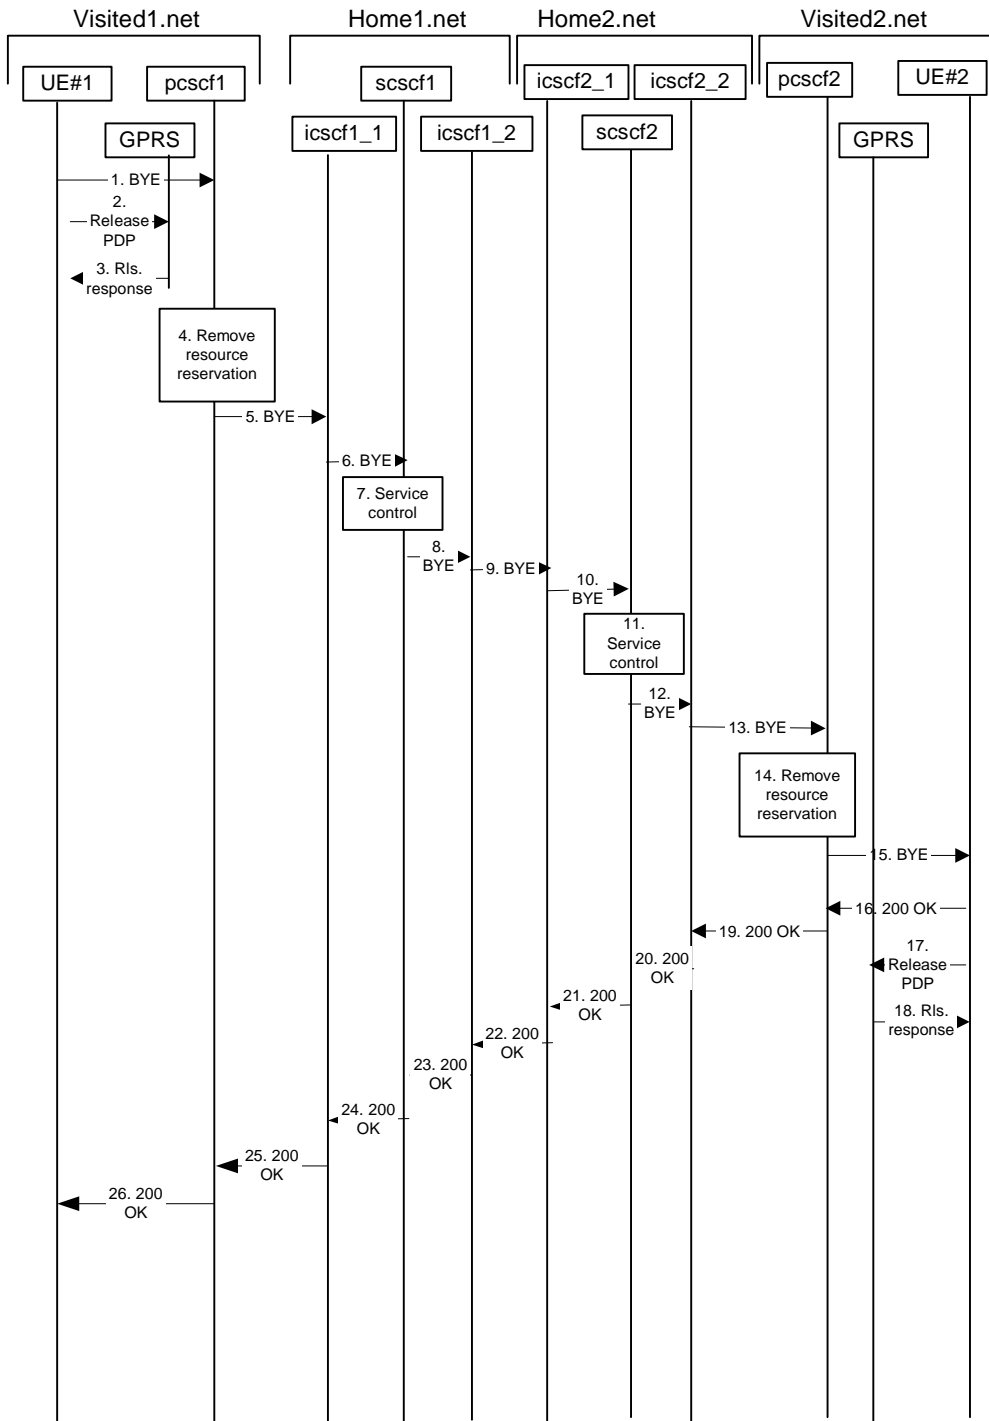 Visited1.net
Home1.net
Home2.net
Visited2.net
UE#1
pcscf1
scscf1
icscf2_1
icscf2_2
pcscf2
UE#2
GPRS
icscf1_1
icscf1_2
scscf2
GPRS
1. BYE
2.
Release
PDP
3. Rls.
response
4. Remove
resource
reservation
5. BYE
6. BYE
7. Service
control
8.
BYE
9. BYE
10.
BYE
11.
Service
control
12.
BYE
13. BYE
14. Remove
resource
reservation
15. BYE
16. 200 OK
19. 200 OK
17.
Release
PDP
20. 200
OK
21. 200
OK
18. Rls.
response
22. 200
OK
23. 200
OK
24. 200
OK
25. 200
OK
26. 200
OK